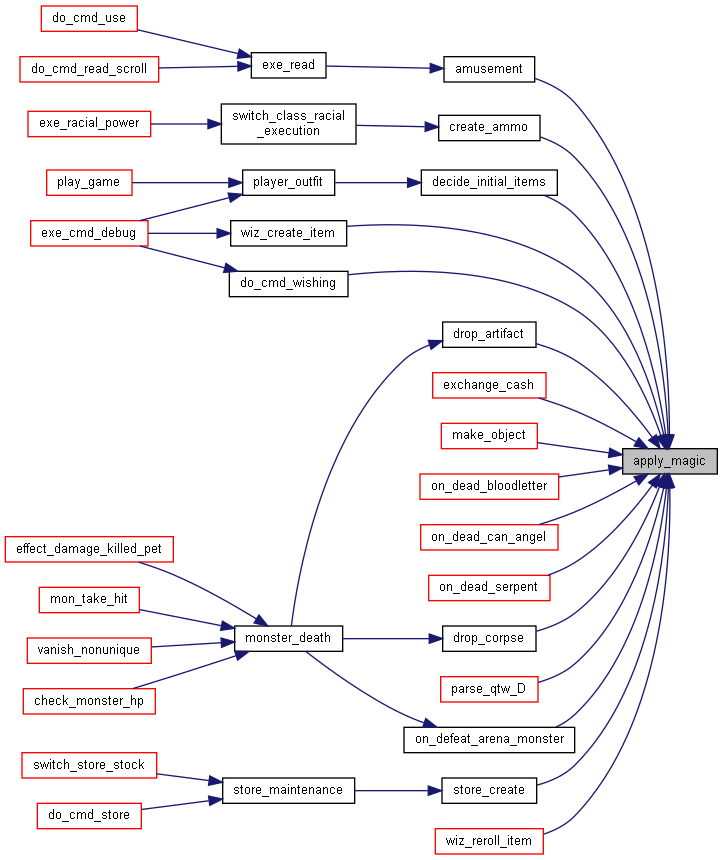 do_cmd_use
do_cmd_read_scroll
exe_read
amusement
exe_racial_power
switch_class_racial
_execution
create_ammo
play_game
player_outfit
decide_initial_items
exe_cmd_debug
wiz_create_item
do_cmd_wishing
drop_artifact
exchange_cash
make_object
apply_magic
on_dead_bloodletter
on_dead_can_angel
on_dead_serpent
effect_damage_killed_pet
mon_take_hit
vanish_nonunique
check_monster_hp
monster_death
drop_corpse
parse_qtw_D
on_defeat_arena_monster
switch_store_stock
do_cmd_store
store_maintenance
store_create
wiz_reroll_item